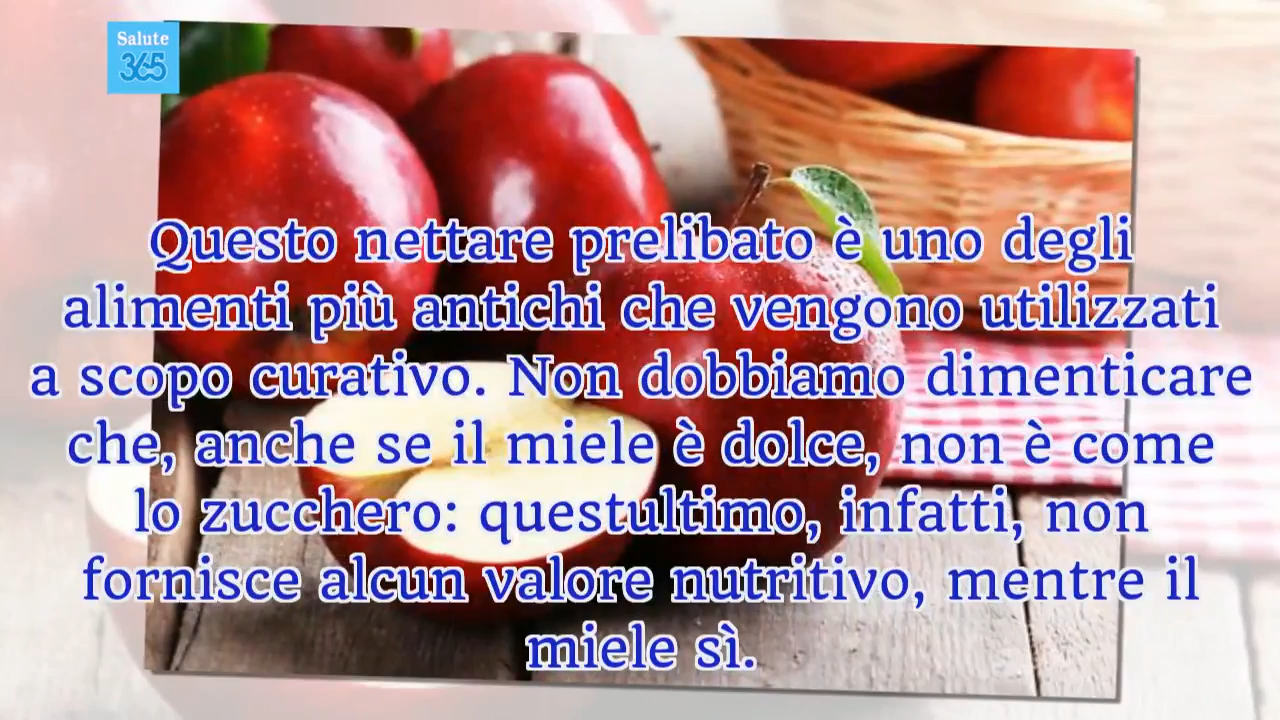 Salute
365
Questo nettare prelibato è uno degli
alimenti più antichi che vengono utilizzati
a scopo curativo. Non dobbiamo dimenticare
che, anche se il miele è dolce, non è come
lo zucchero: questultimo, infatti, non
fornisce alcun valore nutritivo, mentre il
miele sì.